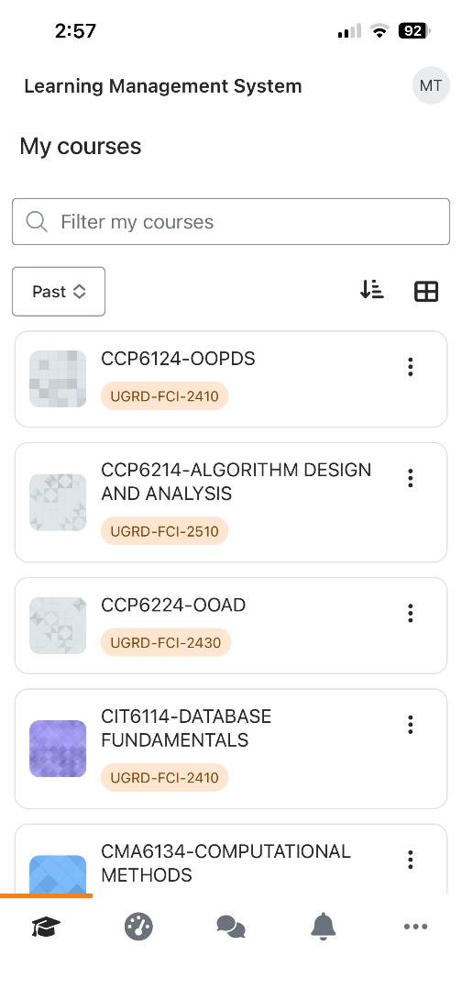 2:57
92
Learning Management System
MT
My courses
Filter my courses
Past
CCP6124-OOPDS
UGRD-FCI-2410
CCP6214-ALGORITHM DESIGN
AND ANALYSIS
UGRD-FCI-2510
CCP6224-OOAD
UGRD-FCI-2430
CIT6114-DATABASE
FUNDAMENTALS
UGRD-FCI-2410
CMA6134-COMPUTATIONAL
METHODS